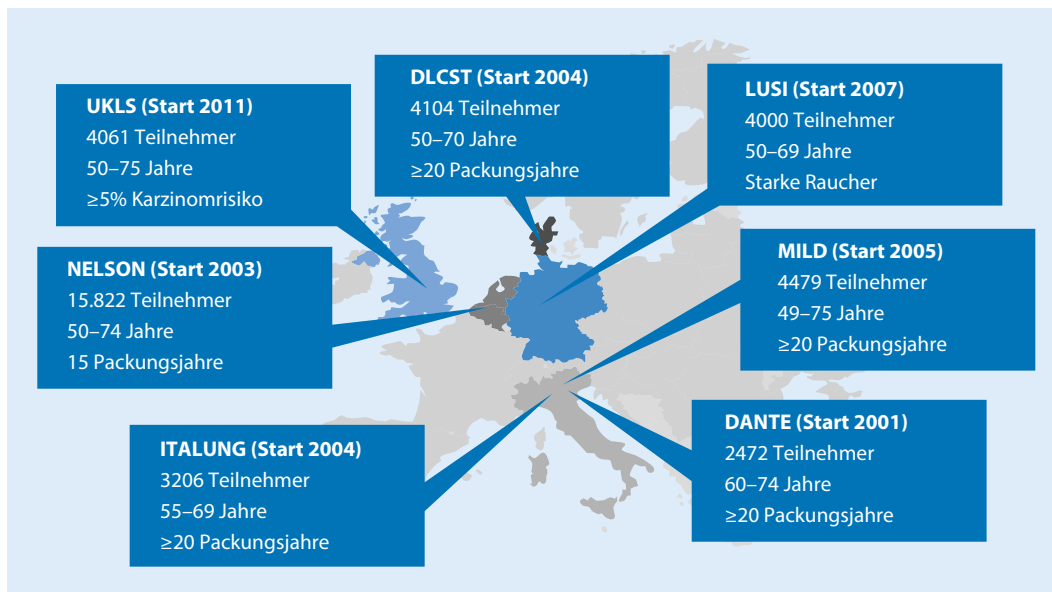 UKLS (Start 2011)
4061 Teilnehmer
50–75 Jahre
≥5% Karzinomrisiko
DLCST (Start 2004)
4104 Teilnehmer
50–70 Jahre
≥20 Packungsjahre
LUSI (Start 2007)
4000 Teilnehmer
50–69 Jahre
Starke Raucher
NELSON (Start 2003)
15.822 Teilnehmer
50–74 Jahre
15 Packungsjahre
MILD (Start 2005)
4479 Teilnehmer
49–75 Jahre
≥20 Packungsjahre
ITALUNG (Start 2004)
3206 Teilnehmer
55–69 Jahre
≥20 Packungsjahre
DANTE (Start 2001)
2472 Teilnehmer
60–74 Jahre
≥20 Packungsjahre